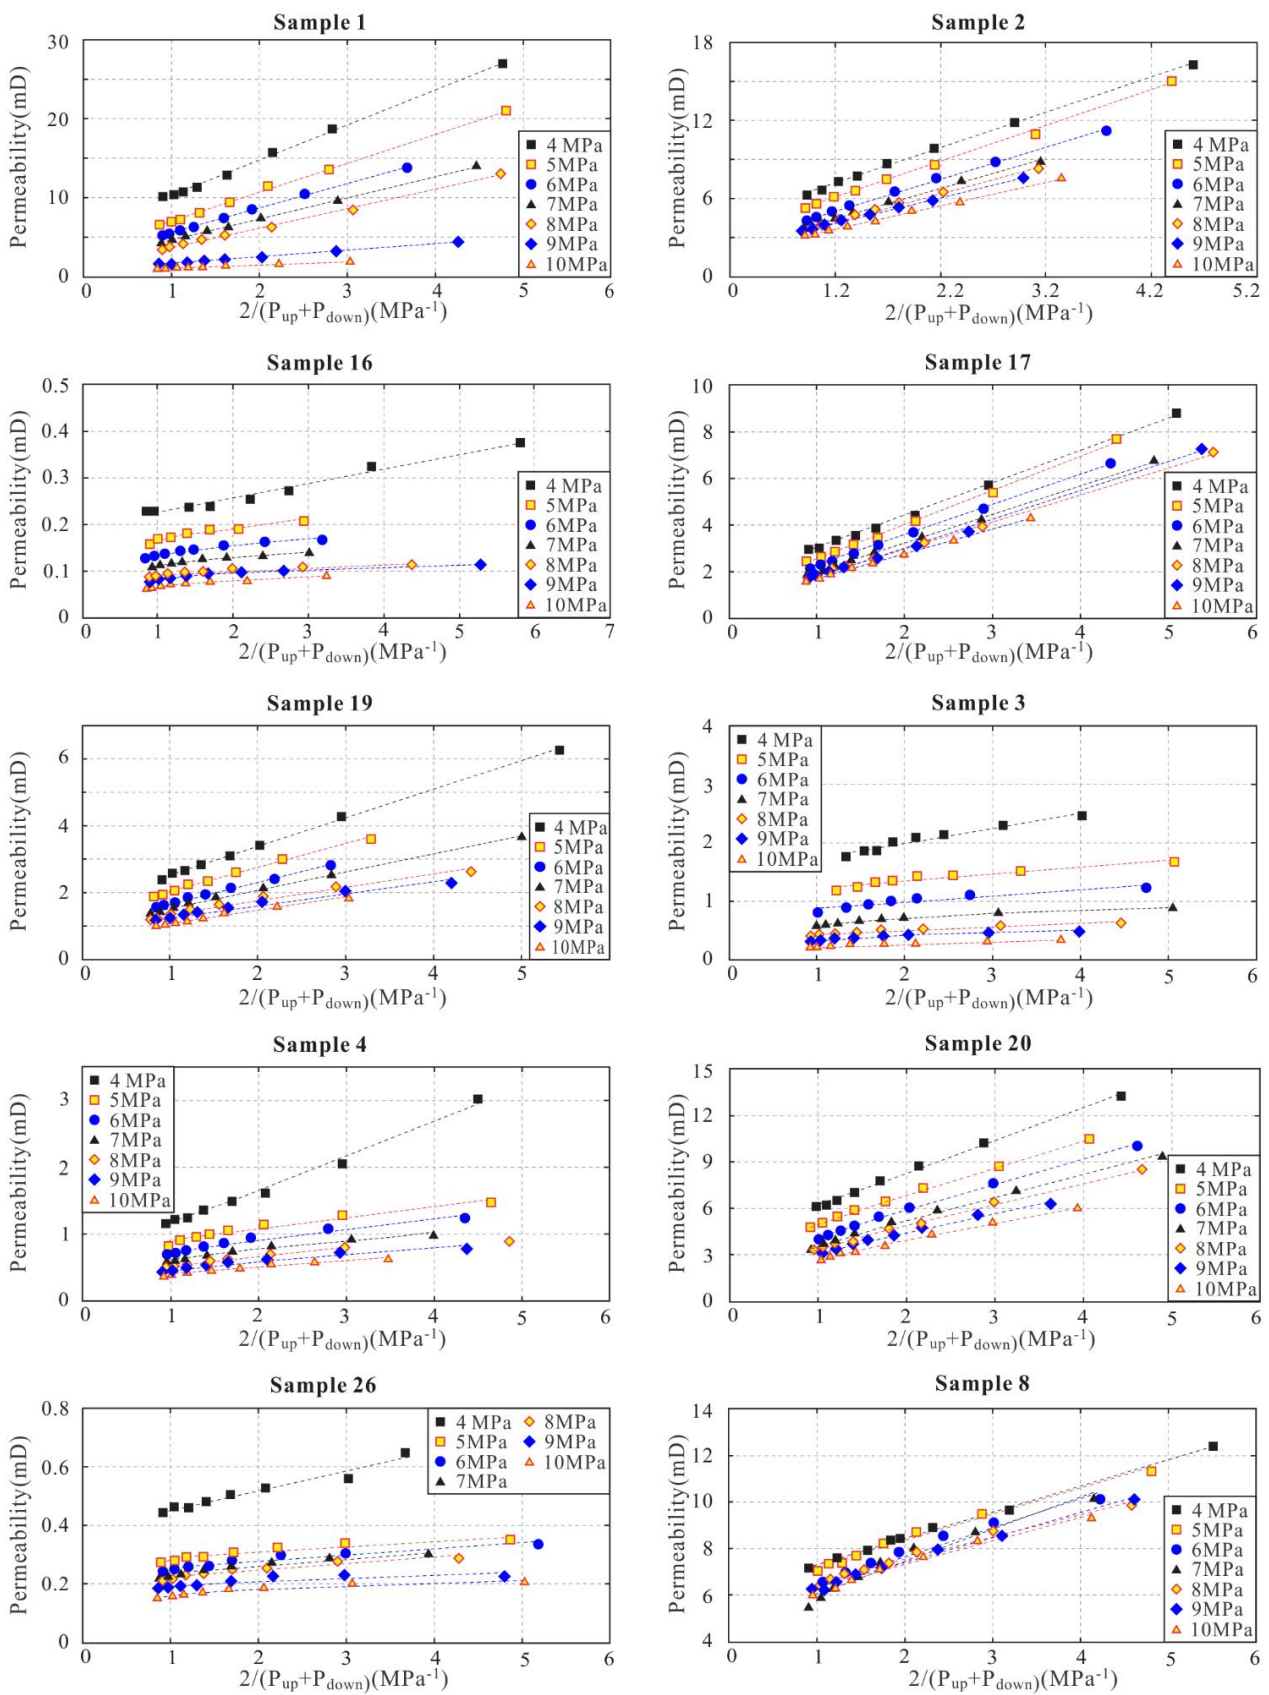 Sample 1
Permeability(mD)
30
20
10
0
0 1 2 3 4 5 6
2/(Pup+Pdown)(MPa-1)
4 MPa
5MPa
6MPa
7MPa
8MPa
9MPa
10MPa
Sample 2
Permeability(mD)
18
12
6
0
0 1.2 2.2 3.2 4.2 5.2
2/(Pup+Pdown)(MPa-1)
4 MPa
5MPa
6MPa
7MPa
8MPa
9MPa
10MPa
Sample 16
Permeability(mD)
0.5
0.4
0.3
0.2
0.1
0
0 1 2 3 4 5 6 7
2/(Pup+Pdown)(MPa-1)
4 MPa
5MPa
6MPa
7MPa
8MPa
9MPa
10MPa
Sample 17
Permeability(mD)
10
8
6
4
2
0
0 1 2 3 4 5 6
2/(Pup+Pdown)(MPa-1)
4 MPa
5MPa
6MPa
7MPa
8MPa
9MPa
10MPa
Sample 19
Permeability(mD)
6
4
2
0
0 1 2 3 4 5 6
2/(Pup+Pdown)(MPa-1)
4 MPa
5MPa
6MPa
7MPa
8MPa
9MPa
10MPa
Sample 3
Permeability(mD)
4
3
2
1
0
0 1 2 3 4 5 6
2/(Pup+Pdown)(MPa-1)
4 MPa
5MPa
6MPa
7MPa
8MPa
9MPa
10MPa
Sample 4
Permeability(mD)
3
2
1
0
0 1 2 3 4 5 6
2/(Pup+Pdown)(MPa-1)
4 MPa
5MPa
6MPa
7MPa
8MPa
9MPa
10MPa
Sample 20
Permeability(mD)
15
12
9
6
3
0
0 1 2 3 4 5 6
2/(Pup+Pdown)(MPa-1)
4 MPa
5MPa
6MPa
7MPa
8MPa
9MPa
10MPa
Sample 26
Permeability(mD)
0.8
0.6
0.4
0.2
0
0 1 2 3 4 5 6
2/(Pup+Pdown)(MPa-1)
4 MPa 8MPa
5MPa 9MPa
6MPa 10MPa
7MPa
Sample 8
Permeability(mD)
14
12
10
8
6
4
0 1 2 3 4 5 6
2/(Pup+Pdown)(MPa-1)
4 MPa
5MPa
6MPa
7MPa
8MPa
9MPa
10MPa